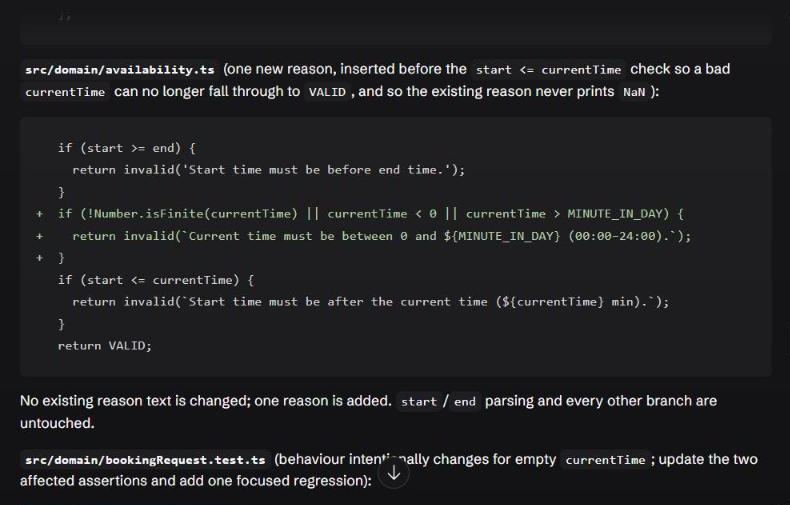 };
src/domain/availability.ts (one new reason, inserted before the start <= currentTime check so a bad
currentTime can no longer fall through to VALID , and so the existing reason never prints NaN ):
if (start >= end) {
return invalid('Start time must be before end time.');
}
+ if (!Number.isFinite(currentTime) || currentTime < 0 || currentTime > MINUTE_IN_DAY) {
+ return invalid(`Current time must be between 0 and ${MINUTE_IN_DAY} (00:00–24:00).`);
+ }
if (start <= currentTime) {
return invalid(`Start time must be after the current time (${currentTime} min).`);
}
return VALID;
No existing reason text is changed; one reason is added. start / end parsing and every other branch are
untouched.
src/domain/bookingRequest.test.ts (behaviour intentionally changes for empty currentTime ; update the two
affected assertions and add one focused regression):